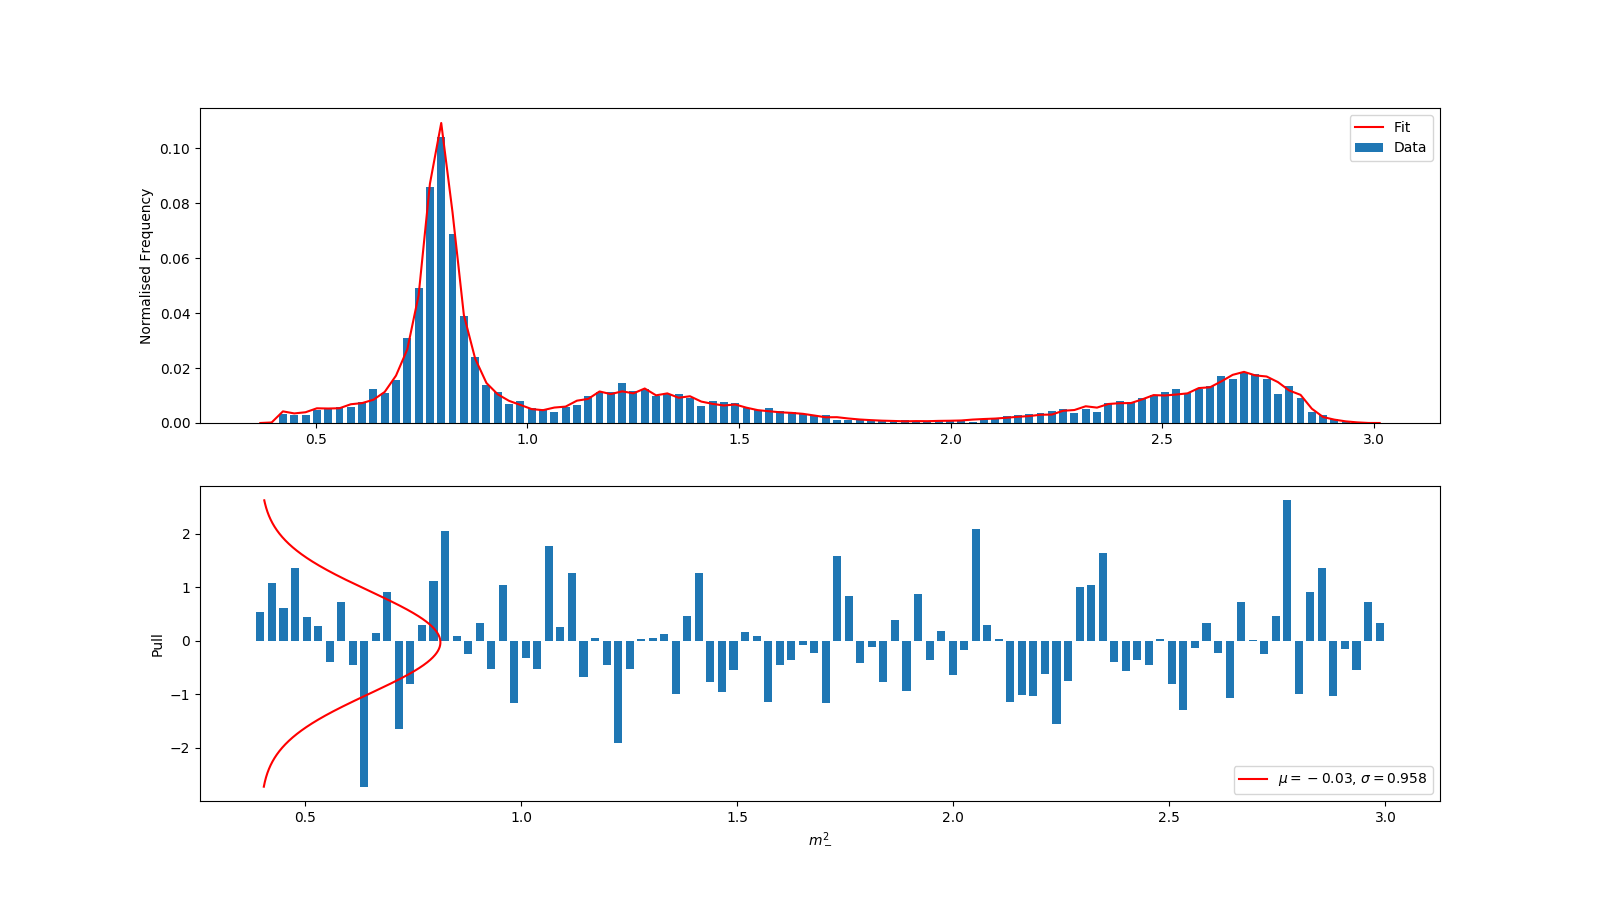 Normalised Frequency
0.10
0.08
0.06
0.04
0.02
0.00
0.5 1.0 1.5 2.0 2.5 3.0
Fit
Data
Pull
2
1
0
−1
−2
0.5 1.0 1.5 2.0 2.5 3.0
μ = −0.03, σ = 0.958
m²₋